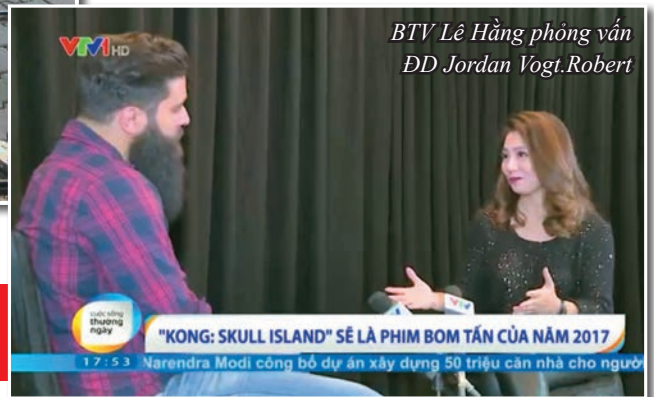 VTV1 HD
BTV Lê Hằng phỏng vấn
ĐD Jordan Vogt.Robert
cuộc sống
thường
ngày
"KONG: SKULL ISLAND" SẼ LÀ PHIM BOM TẤN CỦA NĂM 2017
17:53 Narendra Modi công bố dự án xây dựng 50 triệu căn nhà cho người